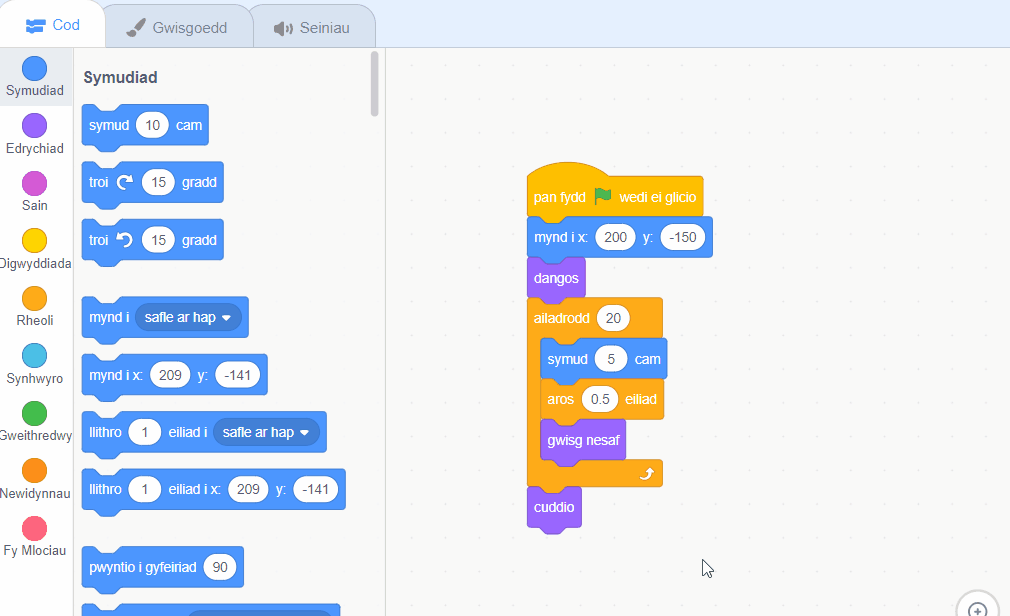 Cod
Gwisgoedd
Seiniau
Symudiad
Edrychiad
Sain
Digwyddiada
Rheoli
Synhwyro
Gweithredwy
Newidynnau
Fy Mlociau
Symudiad
symud 10 cam
troi 15 gradd
troi 15 gradd
mynd i safle ar hap
mynd i x: 209 y: -141
llithro 1 eiliad i safle ar hap
llithro 1 eiliad i x: 209 y: -141
pwyntio i gyfeiriad 90
pan fydd wedi ei glicio
mynd i x: 200 y: -150
dangos
ailadrodd 20
symud 5 cam
aros 0.5 eiliad
gwisg nesaf
cuddio